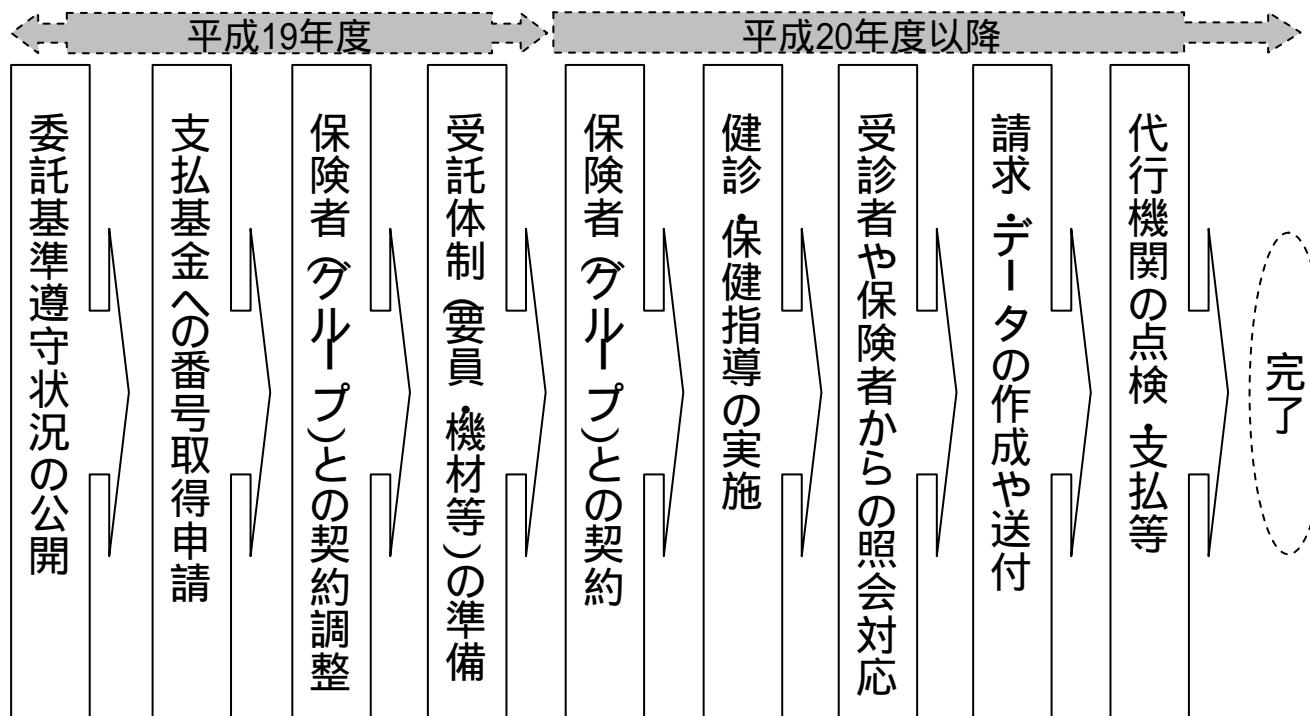 平成19年度
平成20年度以降
委託基準遵守状況の公開
支払基金への番号取得申請
保険者(グループ)との契約調整
受託体制(要員・機材等)の準備
保険者(グループ)との契約
健診・保健指導の実施
受診者や保険者からの照会対応
請求・データの作成や送付
代行機関の点検・支払等
完了